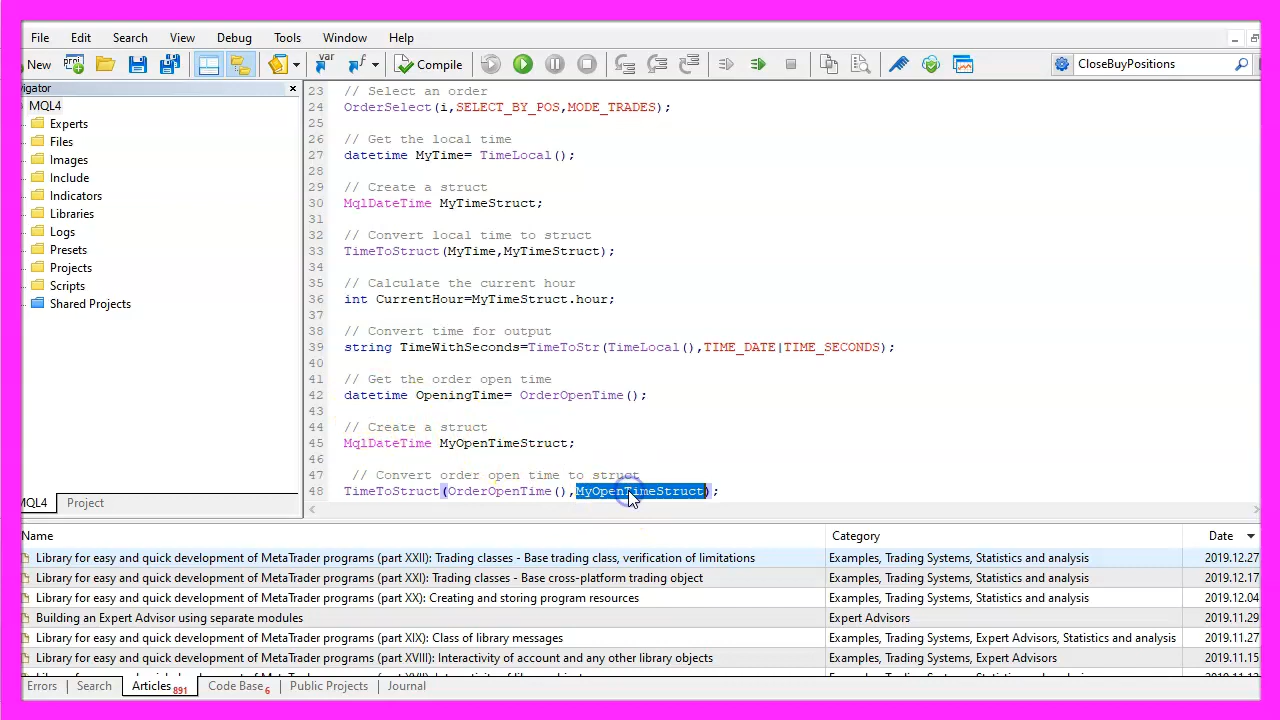 File Edit Search View Debug Tools Window Help
New Compile CloseBuyPositions
vigator
MQL4
Experts
Files
Images
Include
Indicators
Libraries
Logs
Presets
Projects
Scripts
Shared Projects
MQL4 Project
23 // Select an order
24 OrderSelect(i,SELECT_BY_POS,MODE_TRADES);
25
26 // Get the local time
27 datetime MyTime= TimeLocal();
28
29 // Create a struct
30 MqlDateTime MyTimeStruct;
31
32 // Convert local time to struct
33 TimeToStruct(MyTime,MyTimeStruct);
34
35 // Calculate the current hour
36 int CurrentHour=MyTimeStruct.hour;
37
38 // Convert time for output
39 string TimeWithSeconds=TimeToStr(TimeLocal(),TIME_DATE|TIME_SECONDS);
40
41 // Get the order open time
42 datetime OpeningTime= OrderOpenTime();
43
44 // Create a struct
45 MqlDateTime MyOpenTimeStruct;
46
47 // Convert order open time to struct
48 TimeToStruct(OrderOpenTime(),MyOpenTimeStruct);
Name Category Date
Library for easy and quick development of MetaTrader programs (part XXII): Trading classes - Base trading class, verification of limitations Examples, Trading Systems, Statistics and analysis 2019.12.27
Library for easy and quick development of MetaTrader programs (part XXI): Trading classes - Base cross-platform trading object Examples, Trading Systems, Statistics and analysis 2019.12.17
Library for easy and quick development of MetaTrader programs (part XX): Creating and storing program resources Examples, Trading Systems, Statistics and analysis 2019.12.04
Building an Expert Advisor using separate modules Expert Advisors 2019.11.29
Library for easy and quick development of MetaTrader programs (part XIX): Class of library messages Examples, Trading Systems, Expert Advisors, Statistics and analysis 2019.11.27
Library for easy and quick development of MetaTrader programs (part XVIII): Interactivity of account and any other library objects Examples, Trading Systems, Expert Advisors 2019.11.15
Errors Search Articles 891 Code Base 6 Public Projects Journal